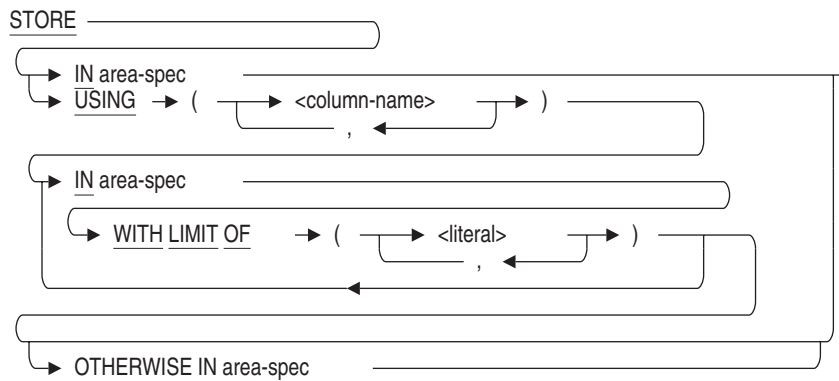 STORE
IN area-spec
USING ( <column-name> )
,
IN area-spec
WITH LIMIT OF ( <literal> )
,
OTHERWISE IN area-spec